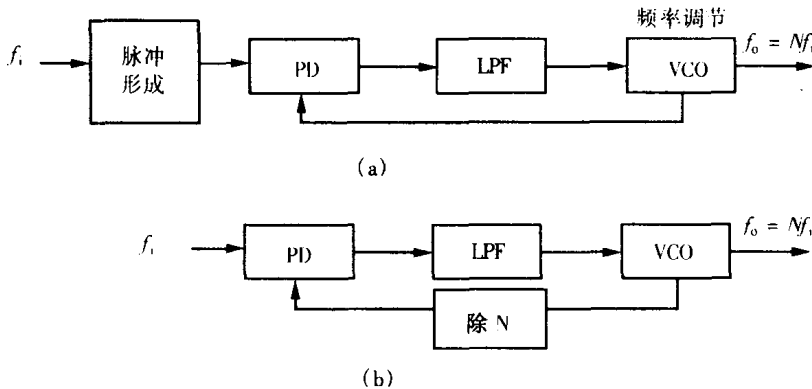 频率调节
fᵢ
脉冲
形成
PD
LPF
VCO
fₒ = Nfᵢ
(a)
fᵢ
PD
LPF
VCO
fₒ = Nfᵢ
除 N
(b)